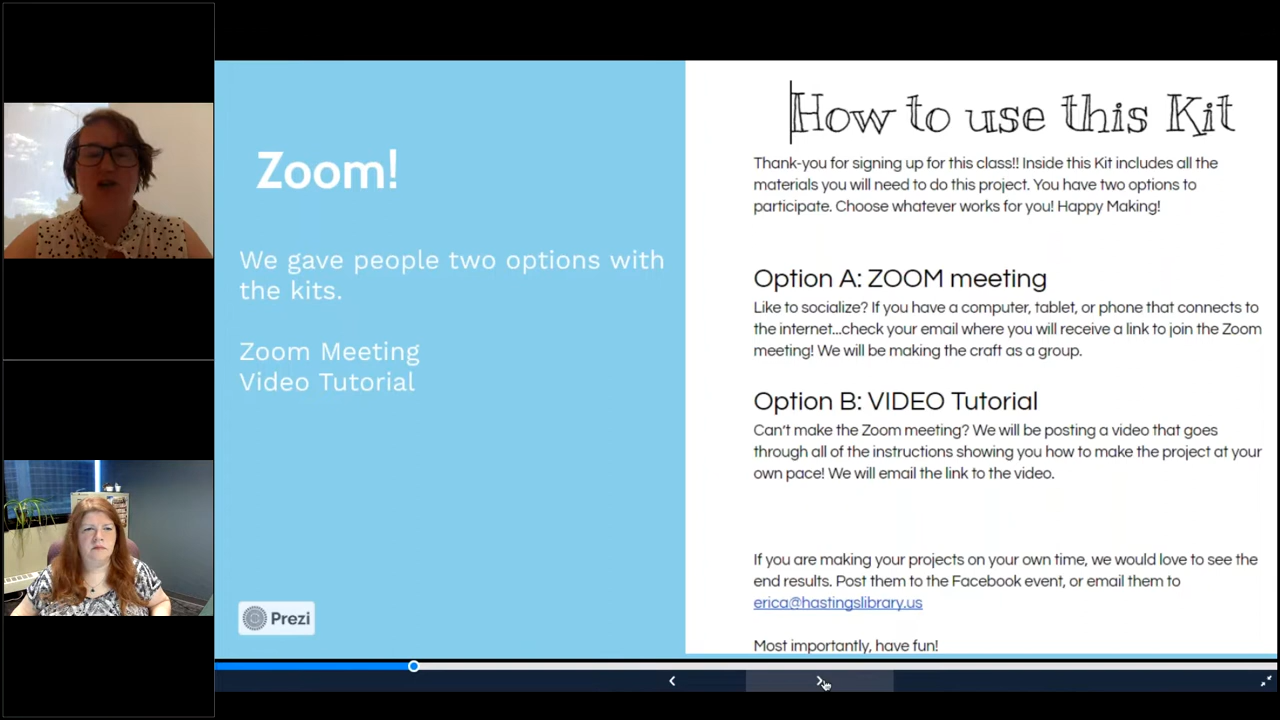 Zoom!
We gave people two options with
the kits.
Zoom Meeting
Video Tutorial
Prezi
How to use this Kit
Thank-you for signing up for this class!! Inside this Kit includes all the
materials you will need to do this project. You have two options to
participate. Choose whatever works for you! Happy Making!
Option A: ZOOM meeting
Like to socialize? If you have a computer, tablet, or phone that connects to
the internet...check your email where you will receive a link to join the Zoom
meeting! We will be making the craft as a group.
Option B: VIDEO Tutorial
Can't make the Zoom meeting? We will be posting a video that goes
through all of the instructions showing you how to make the project at your
own pace! We will email the link to the video.
If you are making your projects on your own time, we would love to see the
end results. Post them to the Facebook event, or email them to
erica@hastingslibrary.us
Most importantly, have fun!